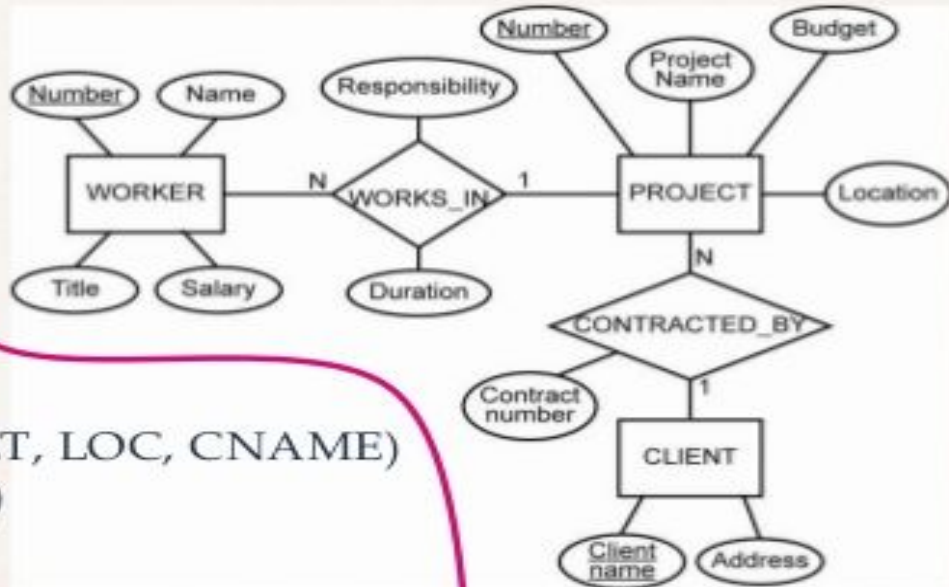 Number
Project
Name
Budget
Number
Name
Responsibility
WORKER
N
WORKS_IN
1
PROJECT
Location
Title
Salary
Duration
N
CONTRACTED_BY
Contract
number
1
T, LOC, CNAME)
)
CLIENT
Client
name
Address